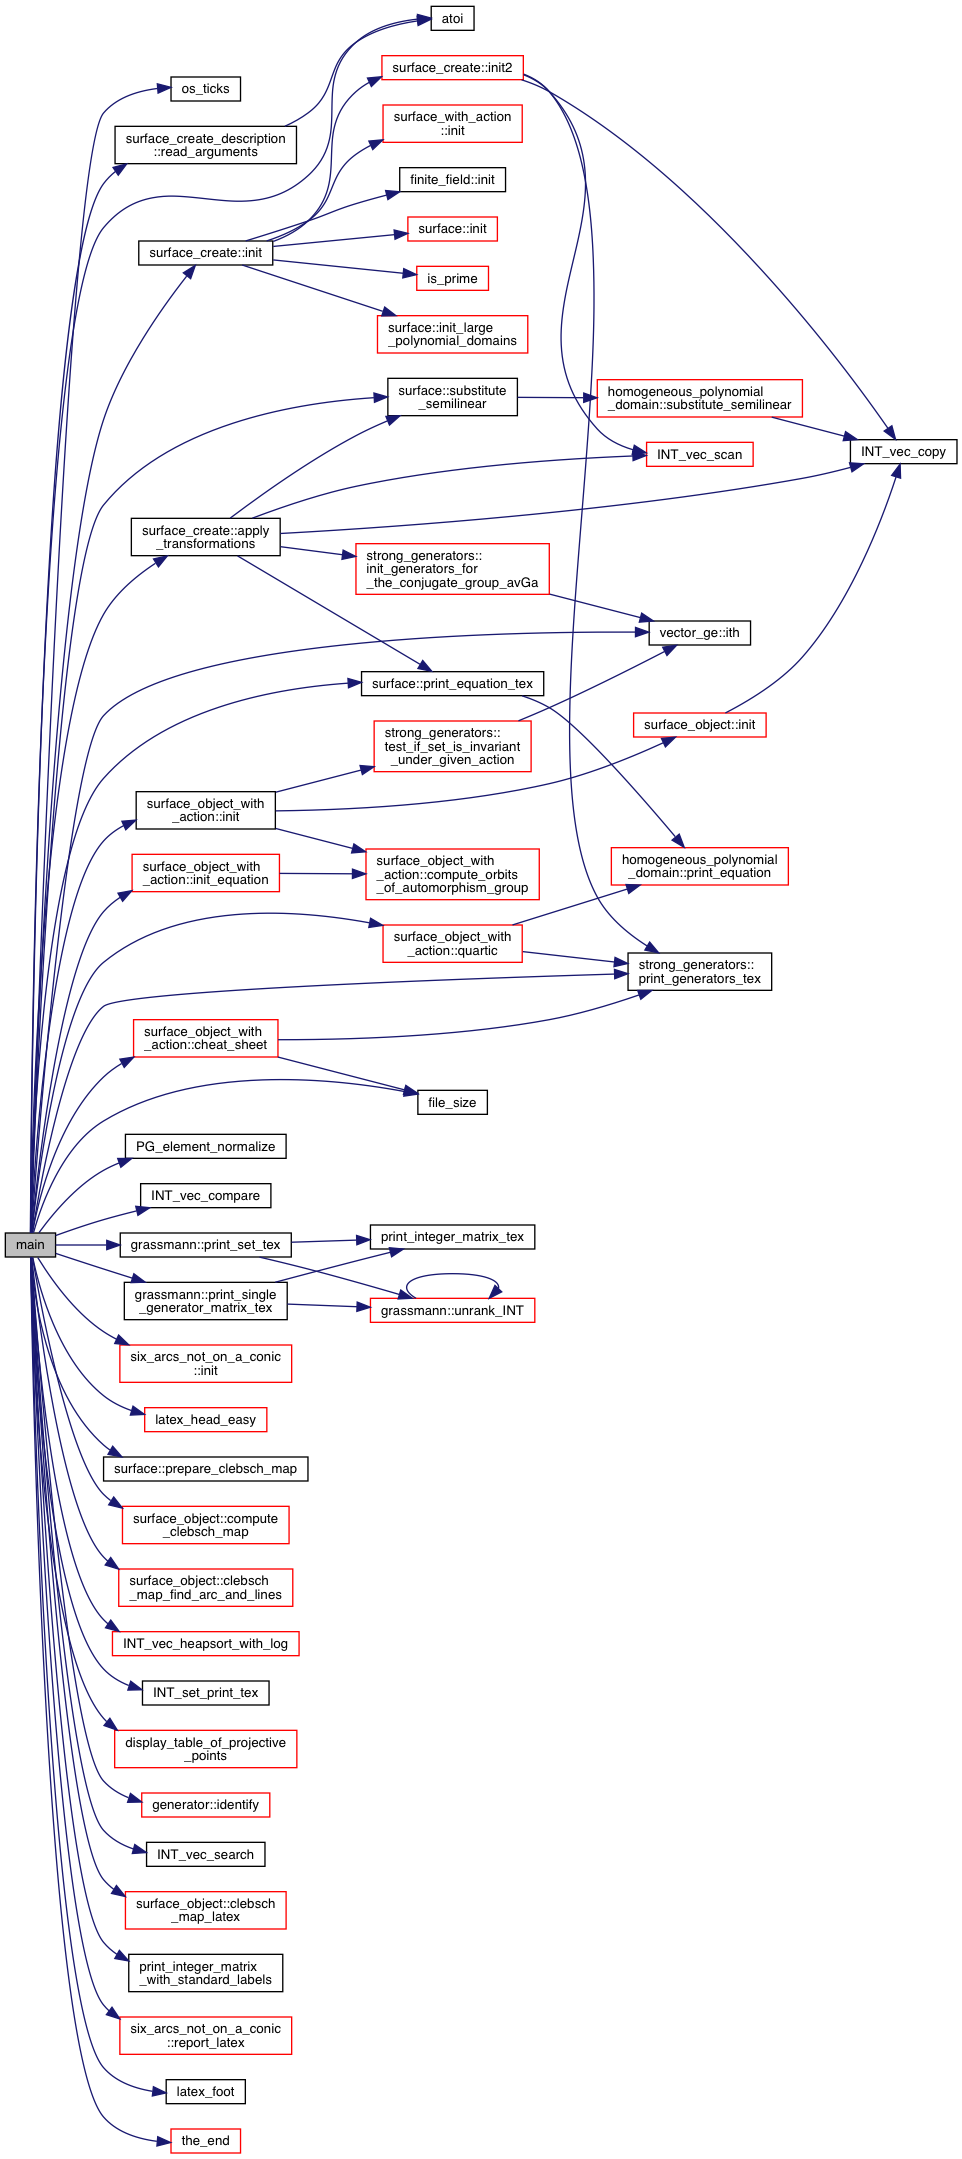 atoi
surface_create::init2
os_ticks
surface_with_action
::init
surface_create_description
::read_arguments
finite_field::init
surface::init
surface_create::init
is_prime
surface::init_large
_polynomial_domains
surface::substitute
_semilinear
homogeneous_polynomial
_domain::substitute_semilinear
INT_vec_scan
INT_vec_copy
surface_create::apply
_transformations
strong_generators::
init_generators_for
_the_conjugate_group_avGa
vector_ge::ith
surface::print_equation_tex
surface_object::init
strong_generators::
test_if_set_is_invariant
_under_given_action
surface_object_with
_action::init
surface_object_with
_action::init_equation
surface_object_with
_action::compute_orbits
_of_automorphism_group
homogeneous_polynomial
_domain::print_equation
surface_object_with
_action::quartic
strong_generators::
print_generators_tex
surface_object_with
_action::cheat_sheet
file_size
PG_element_normalize
INT_vec_compare
main
grassmann::print_set_tex
print_integer_matrix_tex
grassmann::print_single
_generator_matrix_tex
grassmann::unrank_INT
six_arcs_not_on_a_conic
::init
latex_head_easy
surface::prepare_clebsch_map
surface_object::compute
_clebsch_map
surface_object::clebsch
_map_find_arc_and_lines
INT_vec_heapsort_with_log
INT_set_print_tex
display_table_of_projective
_points
generator::identify
INT_vec_search
surface_object::clebsch
_map_latex
print_integer_matrix
_with_standard_labels
six_arcs_not_on_a_conic
::report_latex
latex_foot
the_end